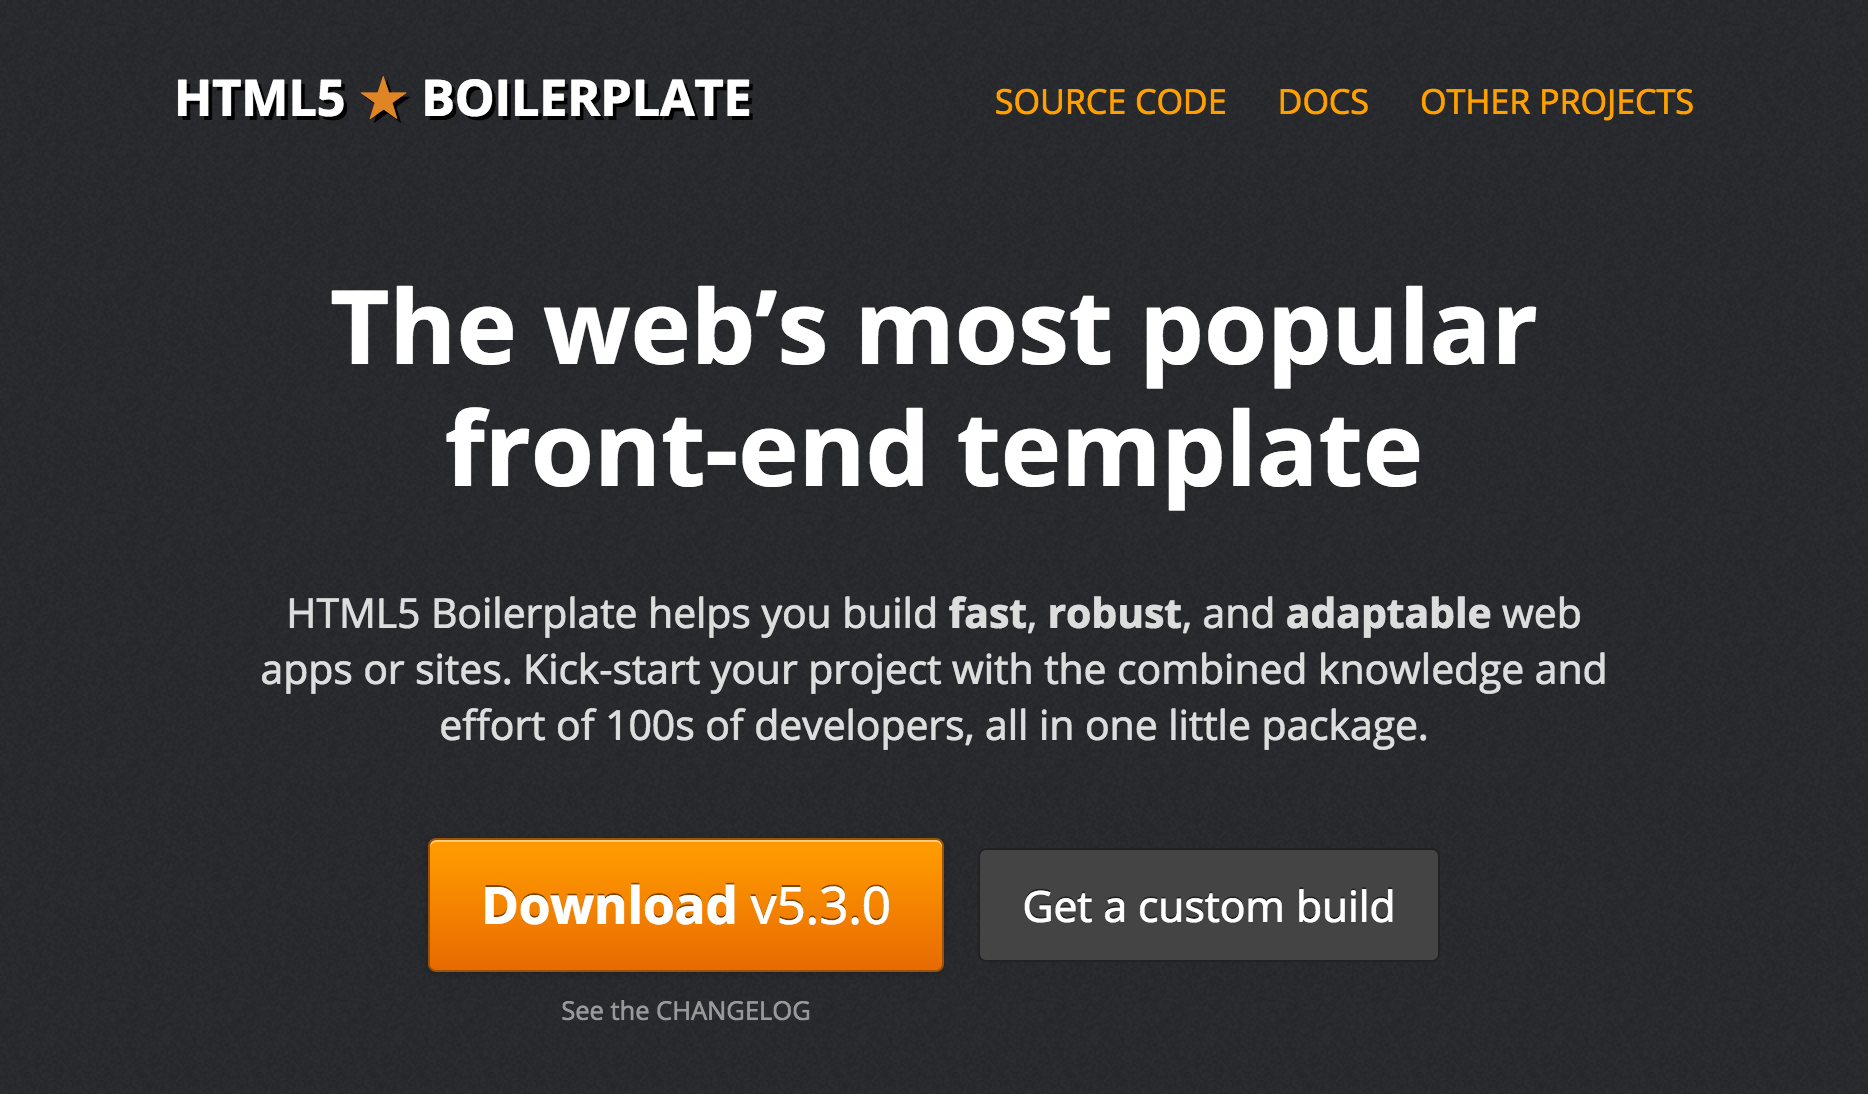 HTML5 ★ BOILERPLATE
SOURCE CODE DOCS OTHER PROJECTS
The web’s most popular
front-end template
HTML5 Boilerplate helps you build fast, robust, and adaptable web
apps or sites. Kick-start your project with the combined knowledge and
effort of 100s of developers, all in one little package.
Download v5.3.0
Get a custom build
See the CHANGELOG